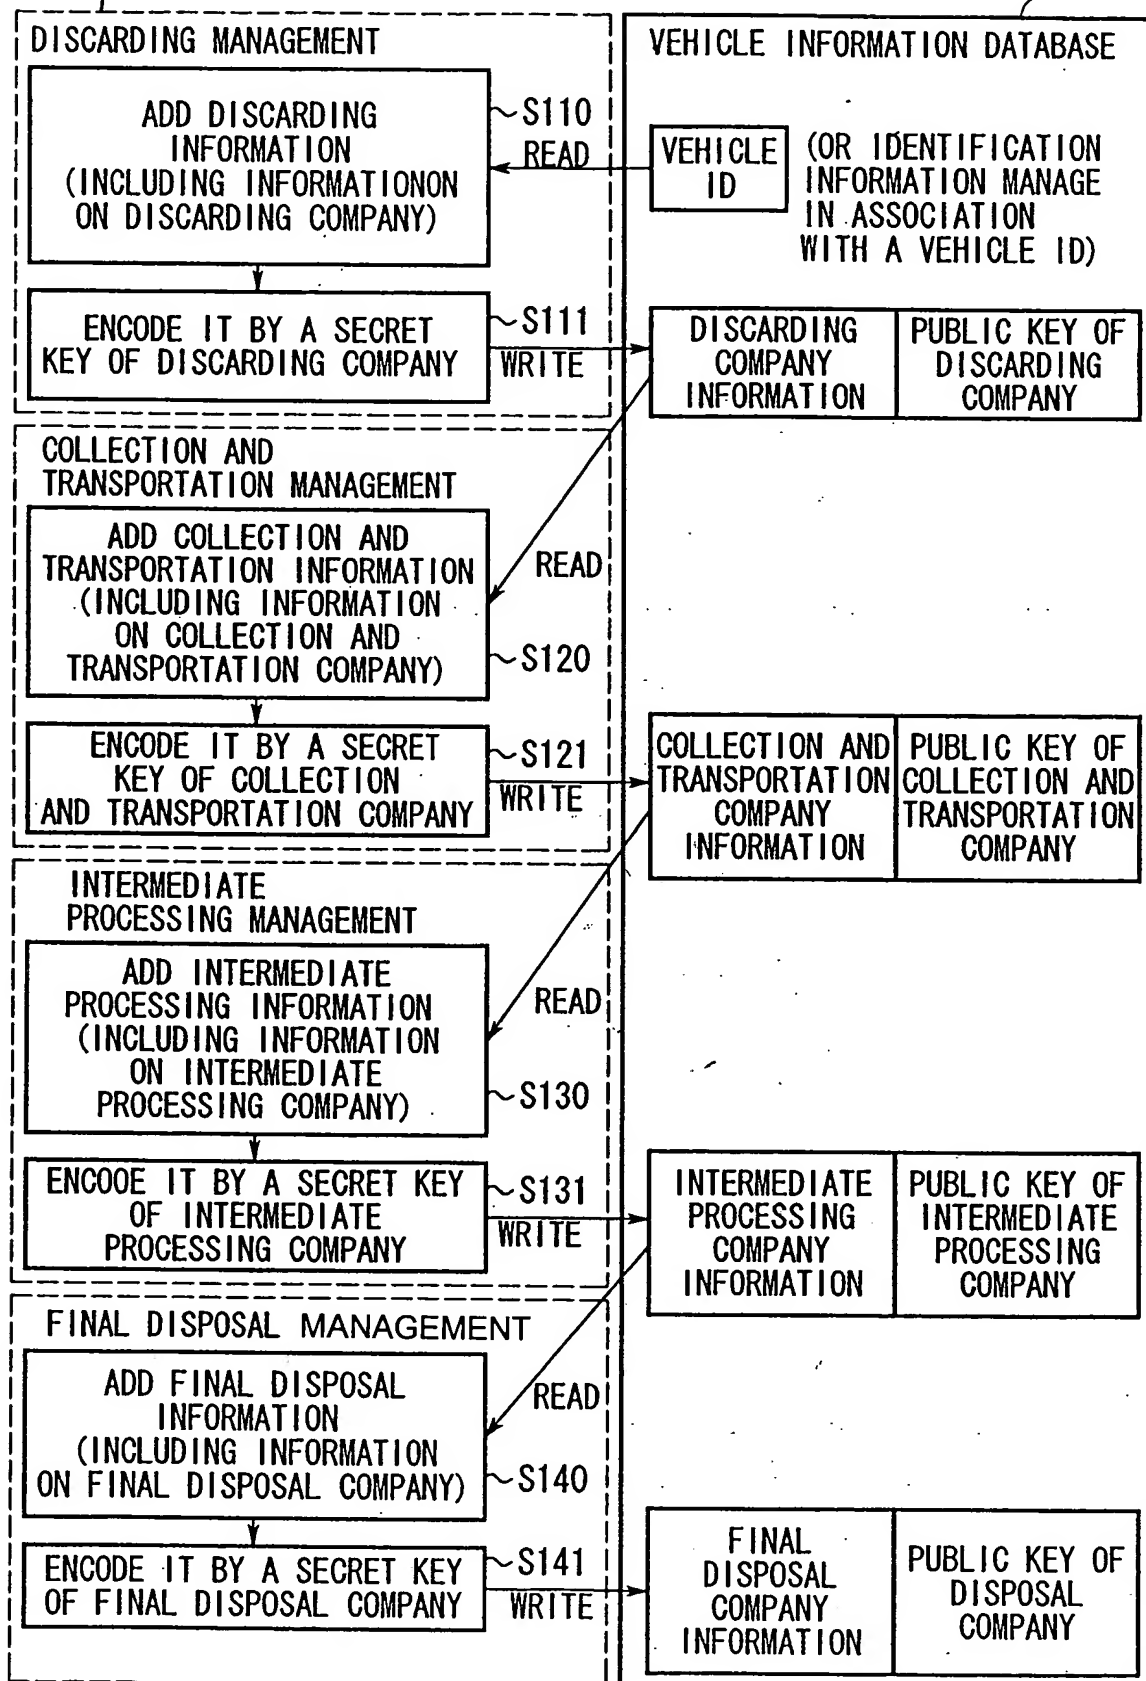 DISCARDING MANAGEMENT
ADD DISCARDING
INFORMATION
(INCLUDING INFORMATIONON
ON DISCARDING COMPANY)
S110
READ
ENCODE IT BY A SECRET
KEY OF DISCARDING COMPANY
S111
WRITE
COLLECTION AND
TRANSPORTATION MANAGEMENT
ADD COLLECTION AND
TRANSPORTATION INFORMATION
(INCLUDING INFORMATION
ON COLLECTION AND
TRANSPORTATION COMPANY)
READ
S120
ENCODE IT BY A SECRET
KEY OF COLLECTION
AND TRANSPORTATION COMPANY
S121
WRITE
INTERMEDIATE
PROCESSING MANAGEMENT
ADD INTERMEDIATE
PROCESSING INFORMATION
(INCLUDING INFORMATION
ON INTERMEDIATE
PROCESSING COMPANY)
READ
S130
ENCOOE IT BY A SECRET KEY
OF INTERMEDIATE
PROCESSING COMPANY
S131
WRITE
FINAL DISPOSAL MANAGEMENT
ADD FINAL DISPOSAL
INFORMATION
(INCLUDING INFORMATION
ON FINAL DISPOSAL COMPANY)
READ
S140
ENCODE IT BY A SECRET KEY
OF FINAL DISPOSAL COMPANY
S141
WRITE
VEHICLE INFORMATION DATABASE
VEHICLE
ID
(OR IDENTIFICATION
INFORMATION MANAGE
IN ASSOCIATION
WITH A VEHICLE ID)
DISCARDING
COMPANY
INFORMATION
PUBLIC KEY OF
DISCARDING
COMPANY
COLLECTION AND
TRANSPORTATION
COMPANY
INFORMATION
PUBLIC KEY OF
COLLECTION AND
TRANSPORTATION
COMPANY
INTERMEDIATE
PROCESSING
COMPANY
INFORMATION
PUBLIC KEY OF
INTERMEDIATE
PROCESSING
COMPANY
FINAL
DISPOSAL
COMPANY
INFORMATION
PUBLIC KEY OF
DISPOSAL
COMPANY